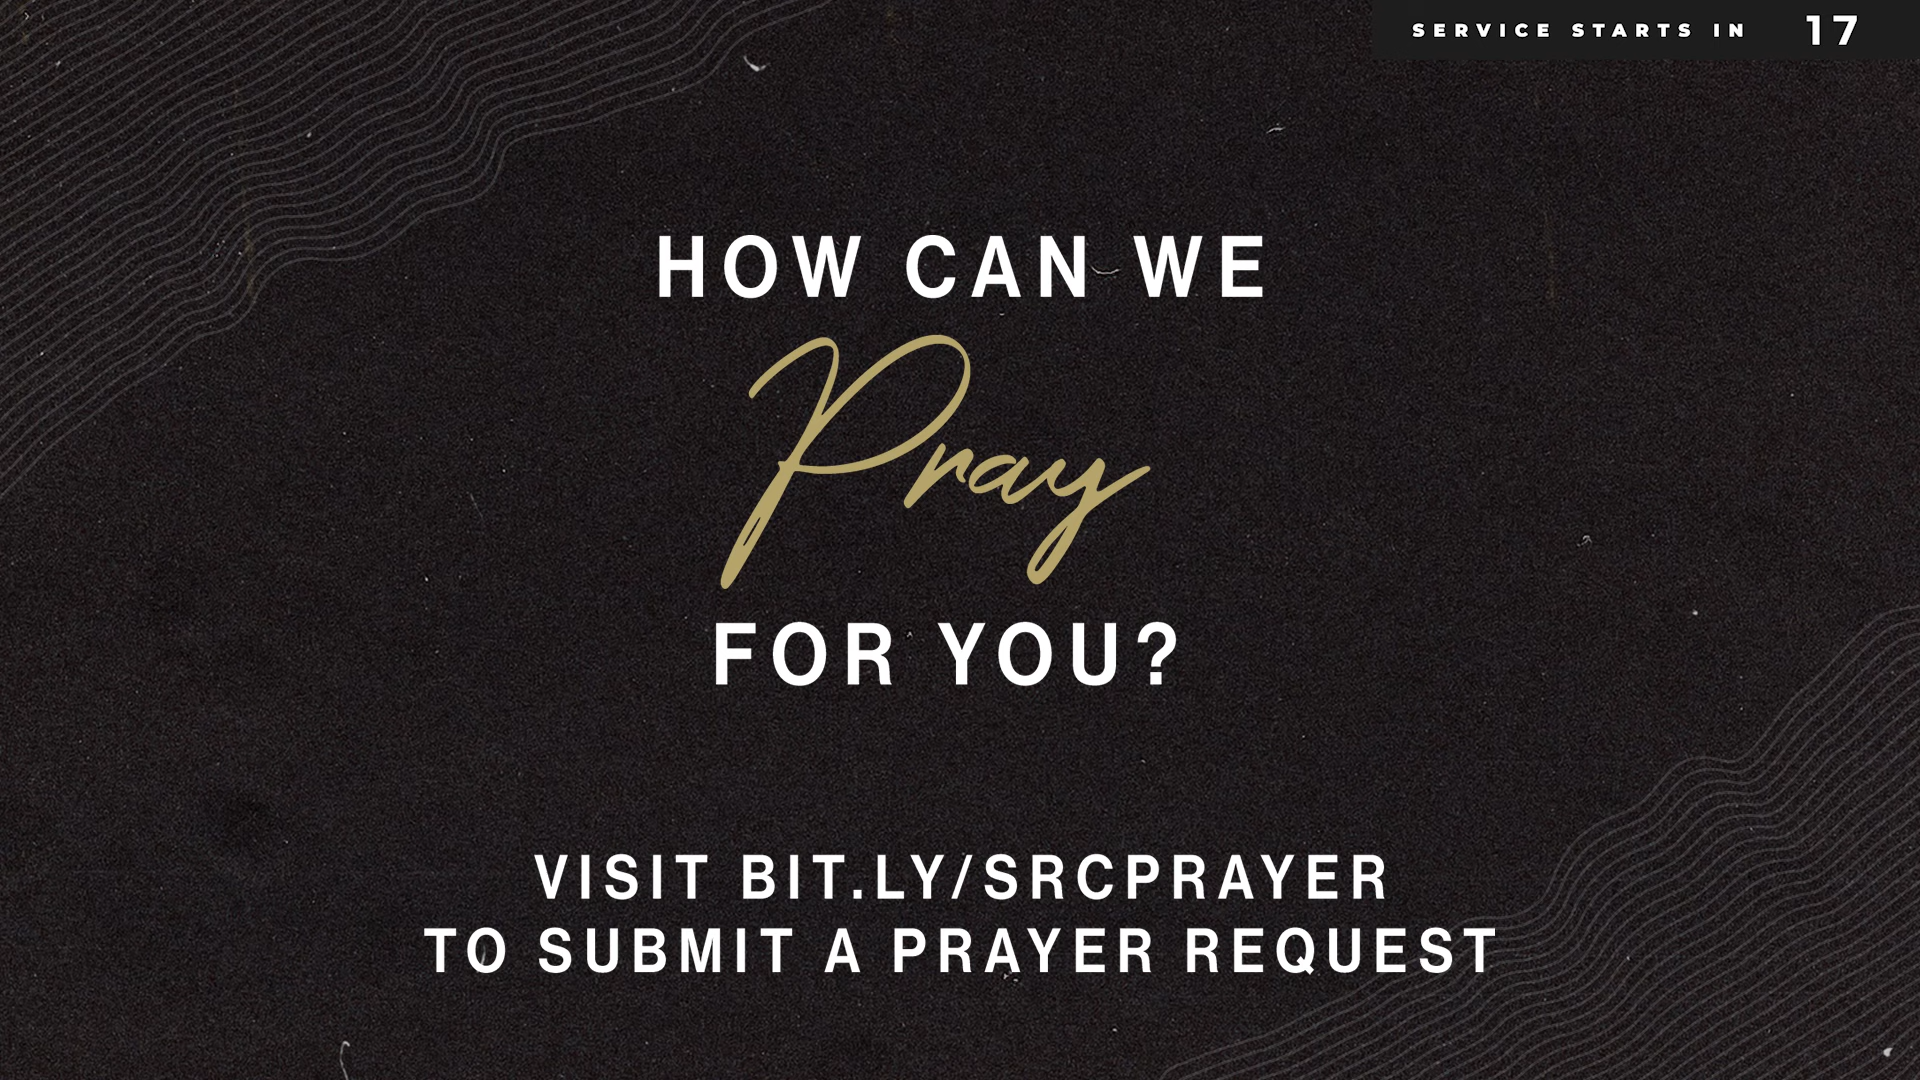 SERVICE STARTS IN 17
HOW CAN WE
Pray
FOR YOU?
VISIT BIT.LY/SRCPRAYER
TO SUBMIT A PRAYER REQUEST